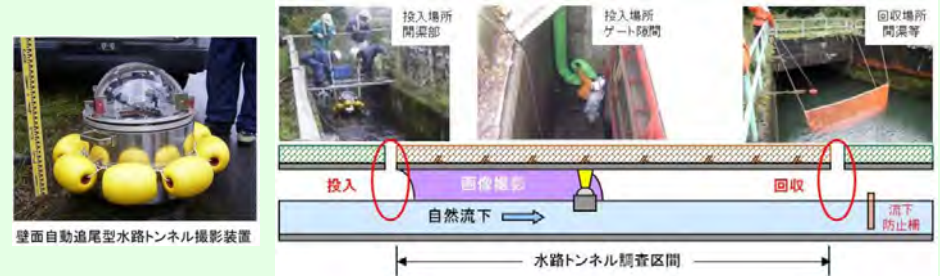 投入場所
開渠部
投入場所
ゲート隙間
回収場所
開渠等
壁面自動追尾型水路トンネル撮影装置
投入
画像撮影
回収
自然流下
流下
防止柵
水路トンネル調査区間